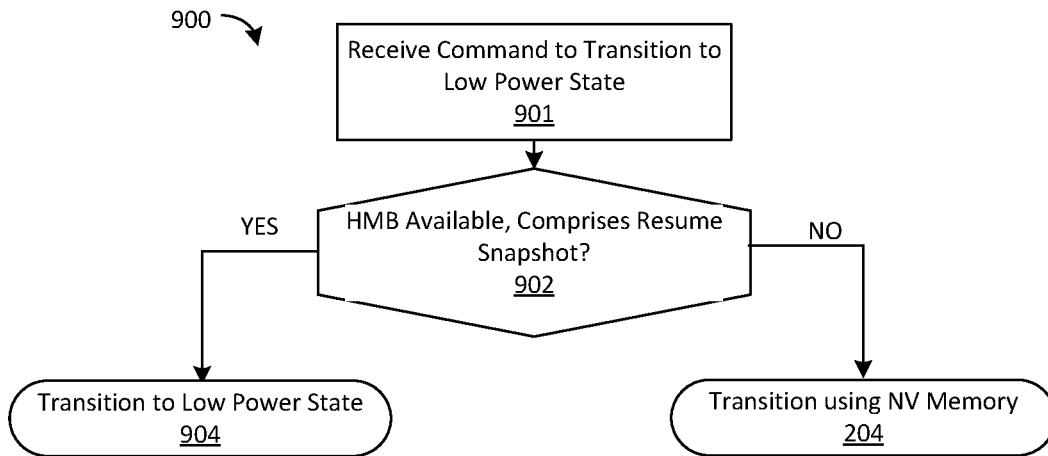 900
Receive Command to Transition to
Low Power State
901
HMB Available, Comprises Resume
Snapshot?
902
YES
NO
Transition to Low Power State
904
Transition using NV Memory
204